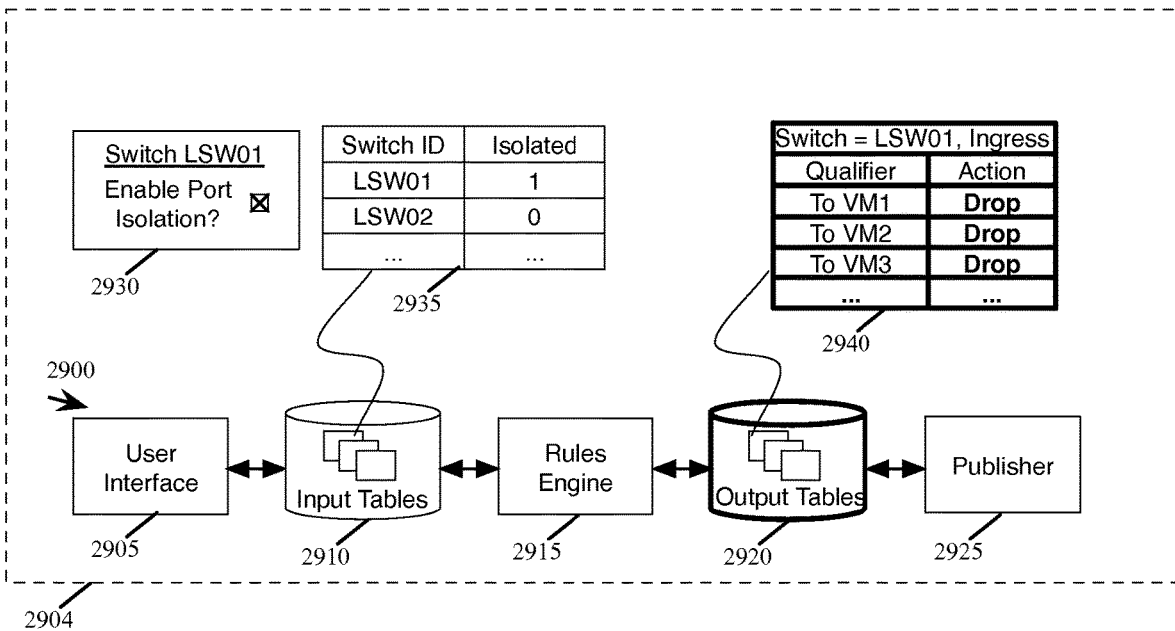 Switch LSW01
Enable Port
Isolation?
2930
Switch ID Isolated
LSW01 1
LSW02 0
... ...
2935
Switch = LSW01, Ingress
Qualifier Action
To VM1 Drop
To VM2 Drop
To VM3 Drop
... ...
2940
2900
User
Interface
2905
Input Tables
2910
Rules
Engine
2915
Output Tables
2920
Publisher
2925
2904